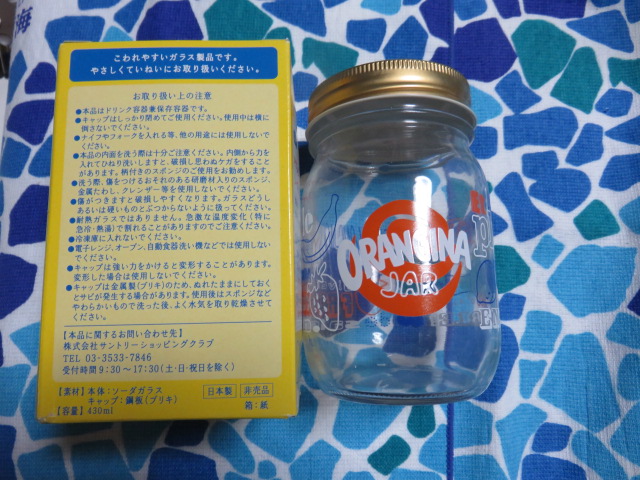 海
こわれやすいガラス製品です。
やさしくていねいにお取り扱いください。
お取り扱い上の注意
●本品はドリンク容器兼保存容器です。
●キャップはしっかり閉めてご使用ください。使用中は横に
倒さないでください。
●ナイフやフォークを入れる等、他の用途には使用しないで
ください。
●本品の内面を洗う際は十分ご注意ください。内側から力を
入れてひねり洗いしますと、破損し思わぬケガをすること
があります。柄付きのスポンジのご使用をお勧めします。
●洗う際、傷をつけるおそれのある研磨材入りのスポンジ、
金属たわし、クレンザー等を使用しないでください。
●傷がつきますと破損しやすくなります。ガラスどうし
あるいは硬いものとぶつからないように扱ってください。
●耐熱ガラスではありません。急激な温度変化(特に
急冷・熱湯)で割れることがありますのでご注意ください。
●冷凍庫に入れないでください。
●電子レンジ、オーブン、自動食器洗い機などでは使用しない
でください。
●キャップは強い力をかけると変形することがあります。
変形した場合は使用しないでください。
●キャップは金属製(ブリキ)のため、ぬれたままにしておく
とサビが発生する場合があります。使用後はスポンジなど
やわらかいもので洗った後、よく水気を取り乾燥させて
ください。
【本品に関するお問い合わせ先】
株式会社サントリーショッピングクラブ
TEL 03-3533-7846
受付時間 9:30~17:30(土・日・祝日を除く)
【素材】本体:ソーダガラス
キャップ:鋼板(ブリキ)
【容量】430ml
日本製
非売品
箱:紙
ORANGINA
JAR